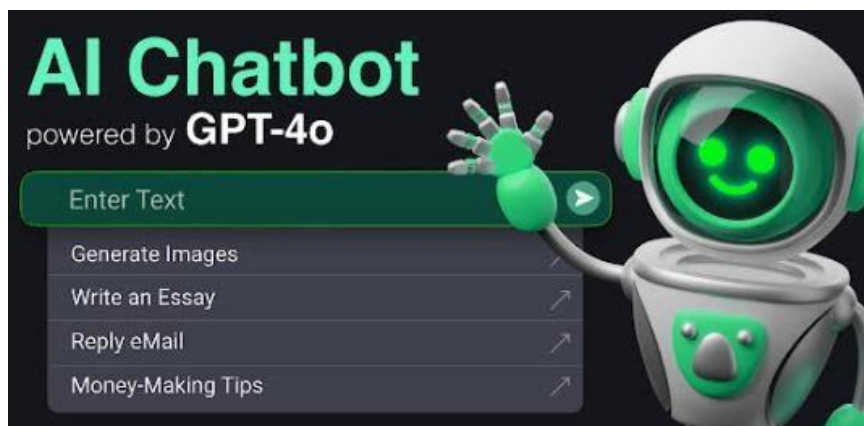 AI Chatbot
powered by GPT-4o
Enter Text
Generate Images
Write an Essay
Reply eMail
Money-Making Tips